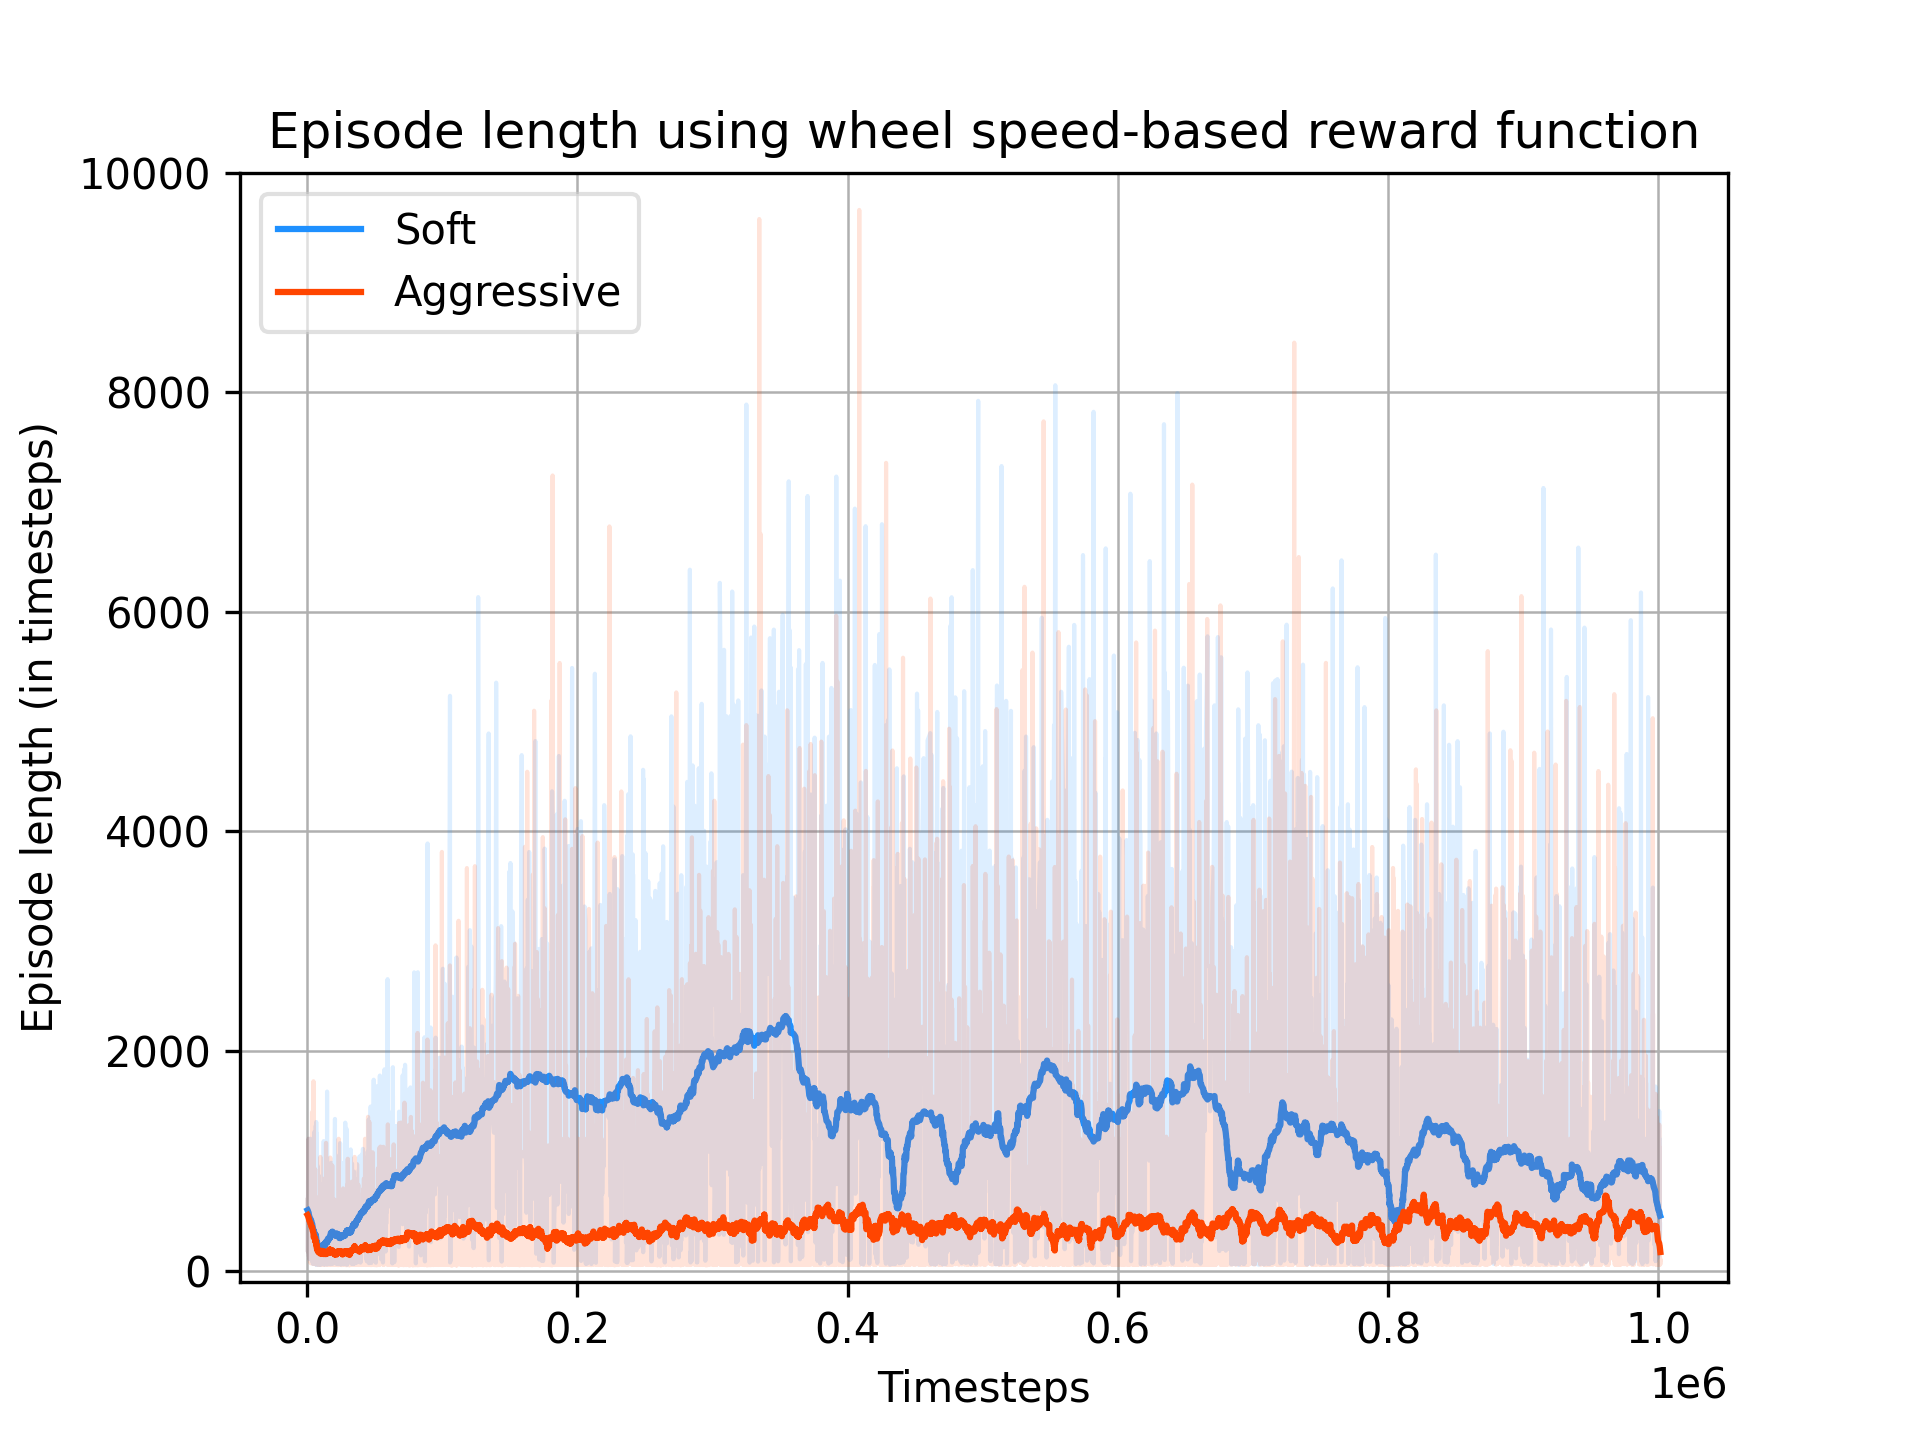 Episode length using wheel speed-based reward function
10000
8000
6000
4000
2000
0
Episode length (in timesteps)
Soft
Aggressive
0.0 0.2 0.4 0.6 0.8 1.0
1e6
Timesteps